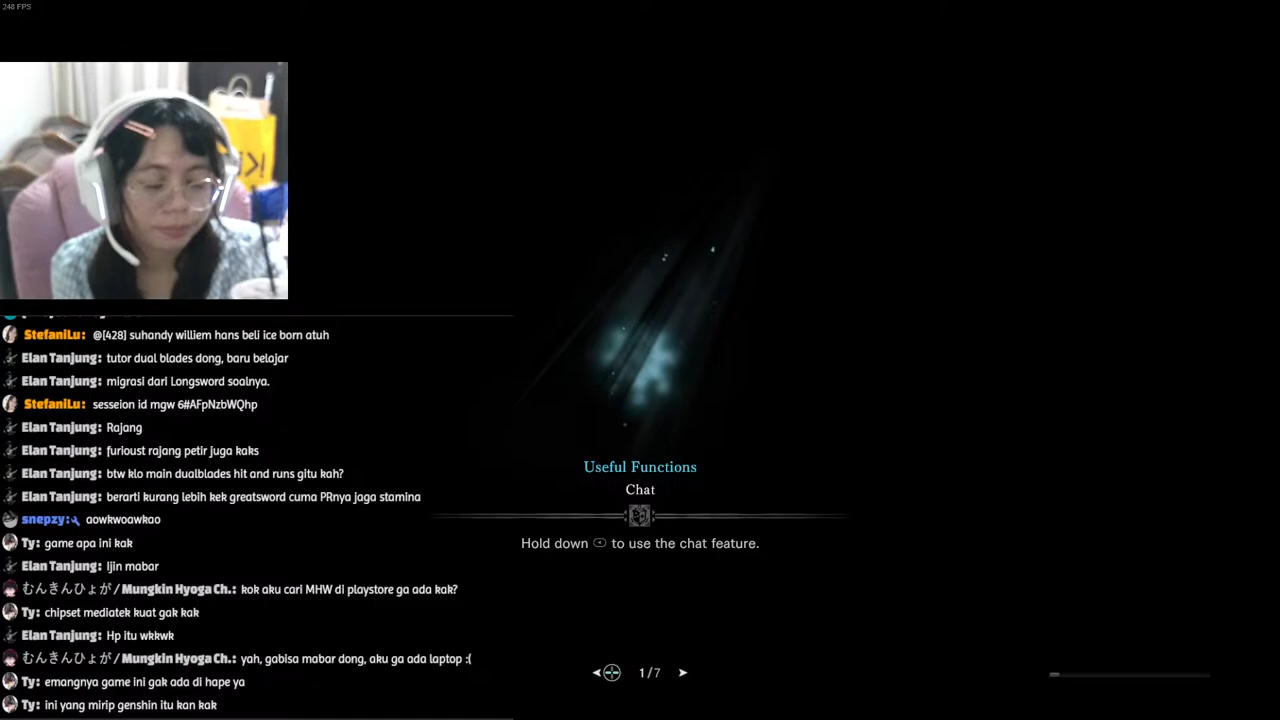 248 FPS
StefaniLu: @[428] suhandy williem hans beli ice born atuh
Elan Tanjung: tutor dual blades dong, baru belajar
Elan Tanjung: migrasi dari Longsword soalnya.
StefaniLu: sesseion id mgw 6#AFpNzbWQhp
Elan Tanjung: Rajang
Elan Tanjung: furioust rajang petir juga kaks
Elan Tanjung: btw klo main dualblades hit and runs gitu kah?
Elan Tanjung: berarti kurang lebih kek greatsword cuma PRnya jaga stamina
snepzy: aowkwoawkao
Ty: game apa ini kak
Elan Tanjung: Ijin mabar
むんきんひょが/Mungkin Hyoga Ch.: kok aku cari MHW di playstore ga ada kak?
Ty: chipset mediatek kuat gak kak
Elan Tanjung: Hp itu wkkwk
むんきんひょが/Mungkin Hyoga Ch.: yah, gabisa mabar dong, aku ga ada laptop :(
Ty: emangnya game ini gak ada di hape ya
Ty: ini yang mirip genshin itu kan kak
Useful Functions
Chat
Hold down to use the chat feature.
1/7